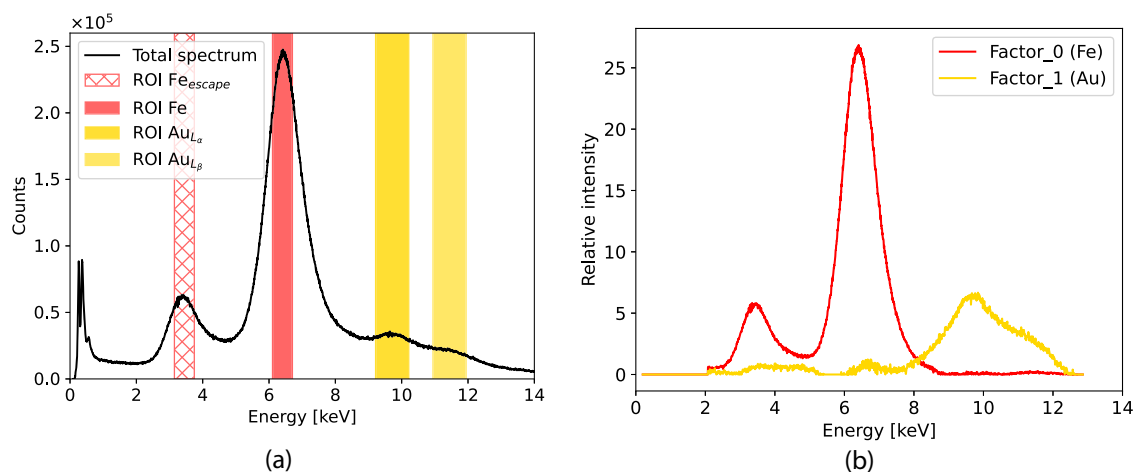 ×10⁵
2.5
2.0
1.5
1.0
0.5
0.0
Counts
0 2 4 6 8 10 12 14
Energy [keV]
Total spectrum
ROI Fe_escape
ROI Fe
ROI Au_Lα
ROI Au_Lβ
(a)
25
20
15
10
5
0
Relative intensity
0 2 4 6 8 10 12 14
Energy [keV]
Factor_0 (Fe)
Factor_1 (Au)
(b)